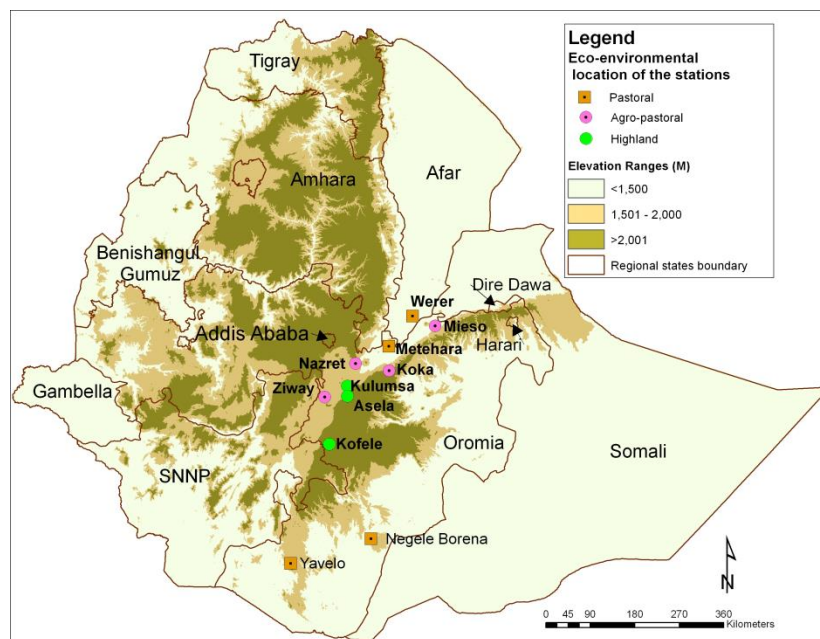 Tigray
Amhara
Afar
Benishangul
Gumuz
Addis Ababa
Dire Dawa
Harari
Gambella
SNNP
Oromia
Somali
Werer
Mieso
Metehara
Nazret
Koka
Kulumsa
Ziway
Asela
Kofele
Negele Borena
Yavelo
Legend
Eco-environmental
location of the stations
Pastoral
Agro-pastoral
Highland
Elevation Ranges (M)
<1,500
1,501 - 2,000
>2,001
Regional states boundary
N
0 45 90 180 270 360
Kilometers